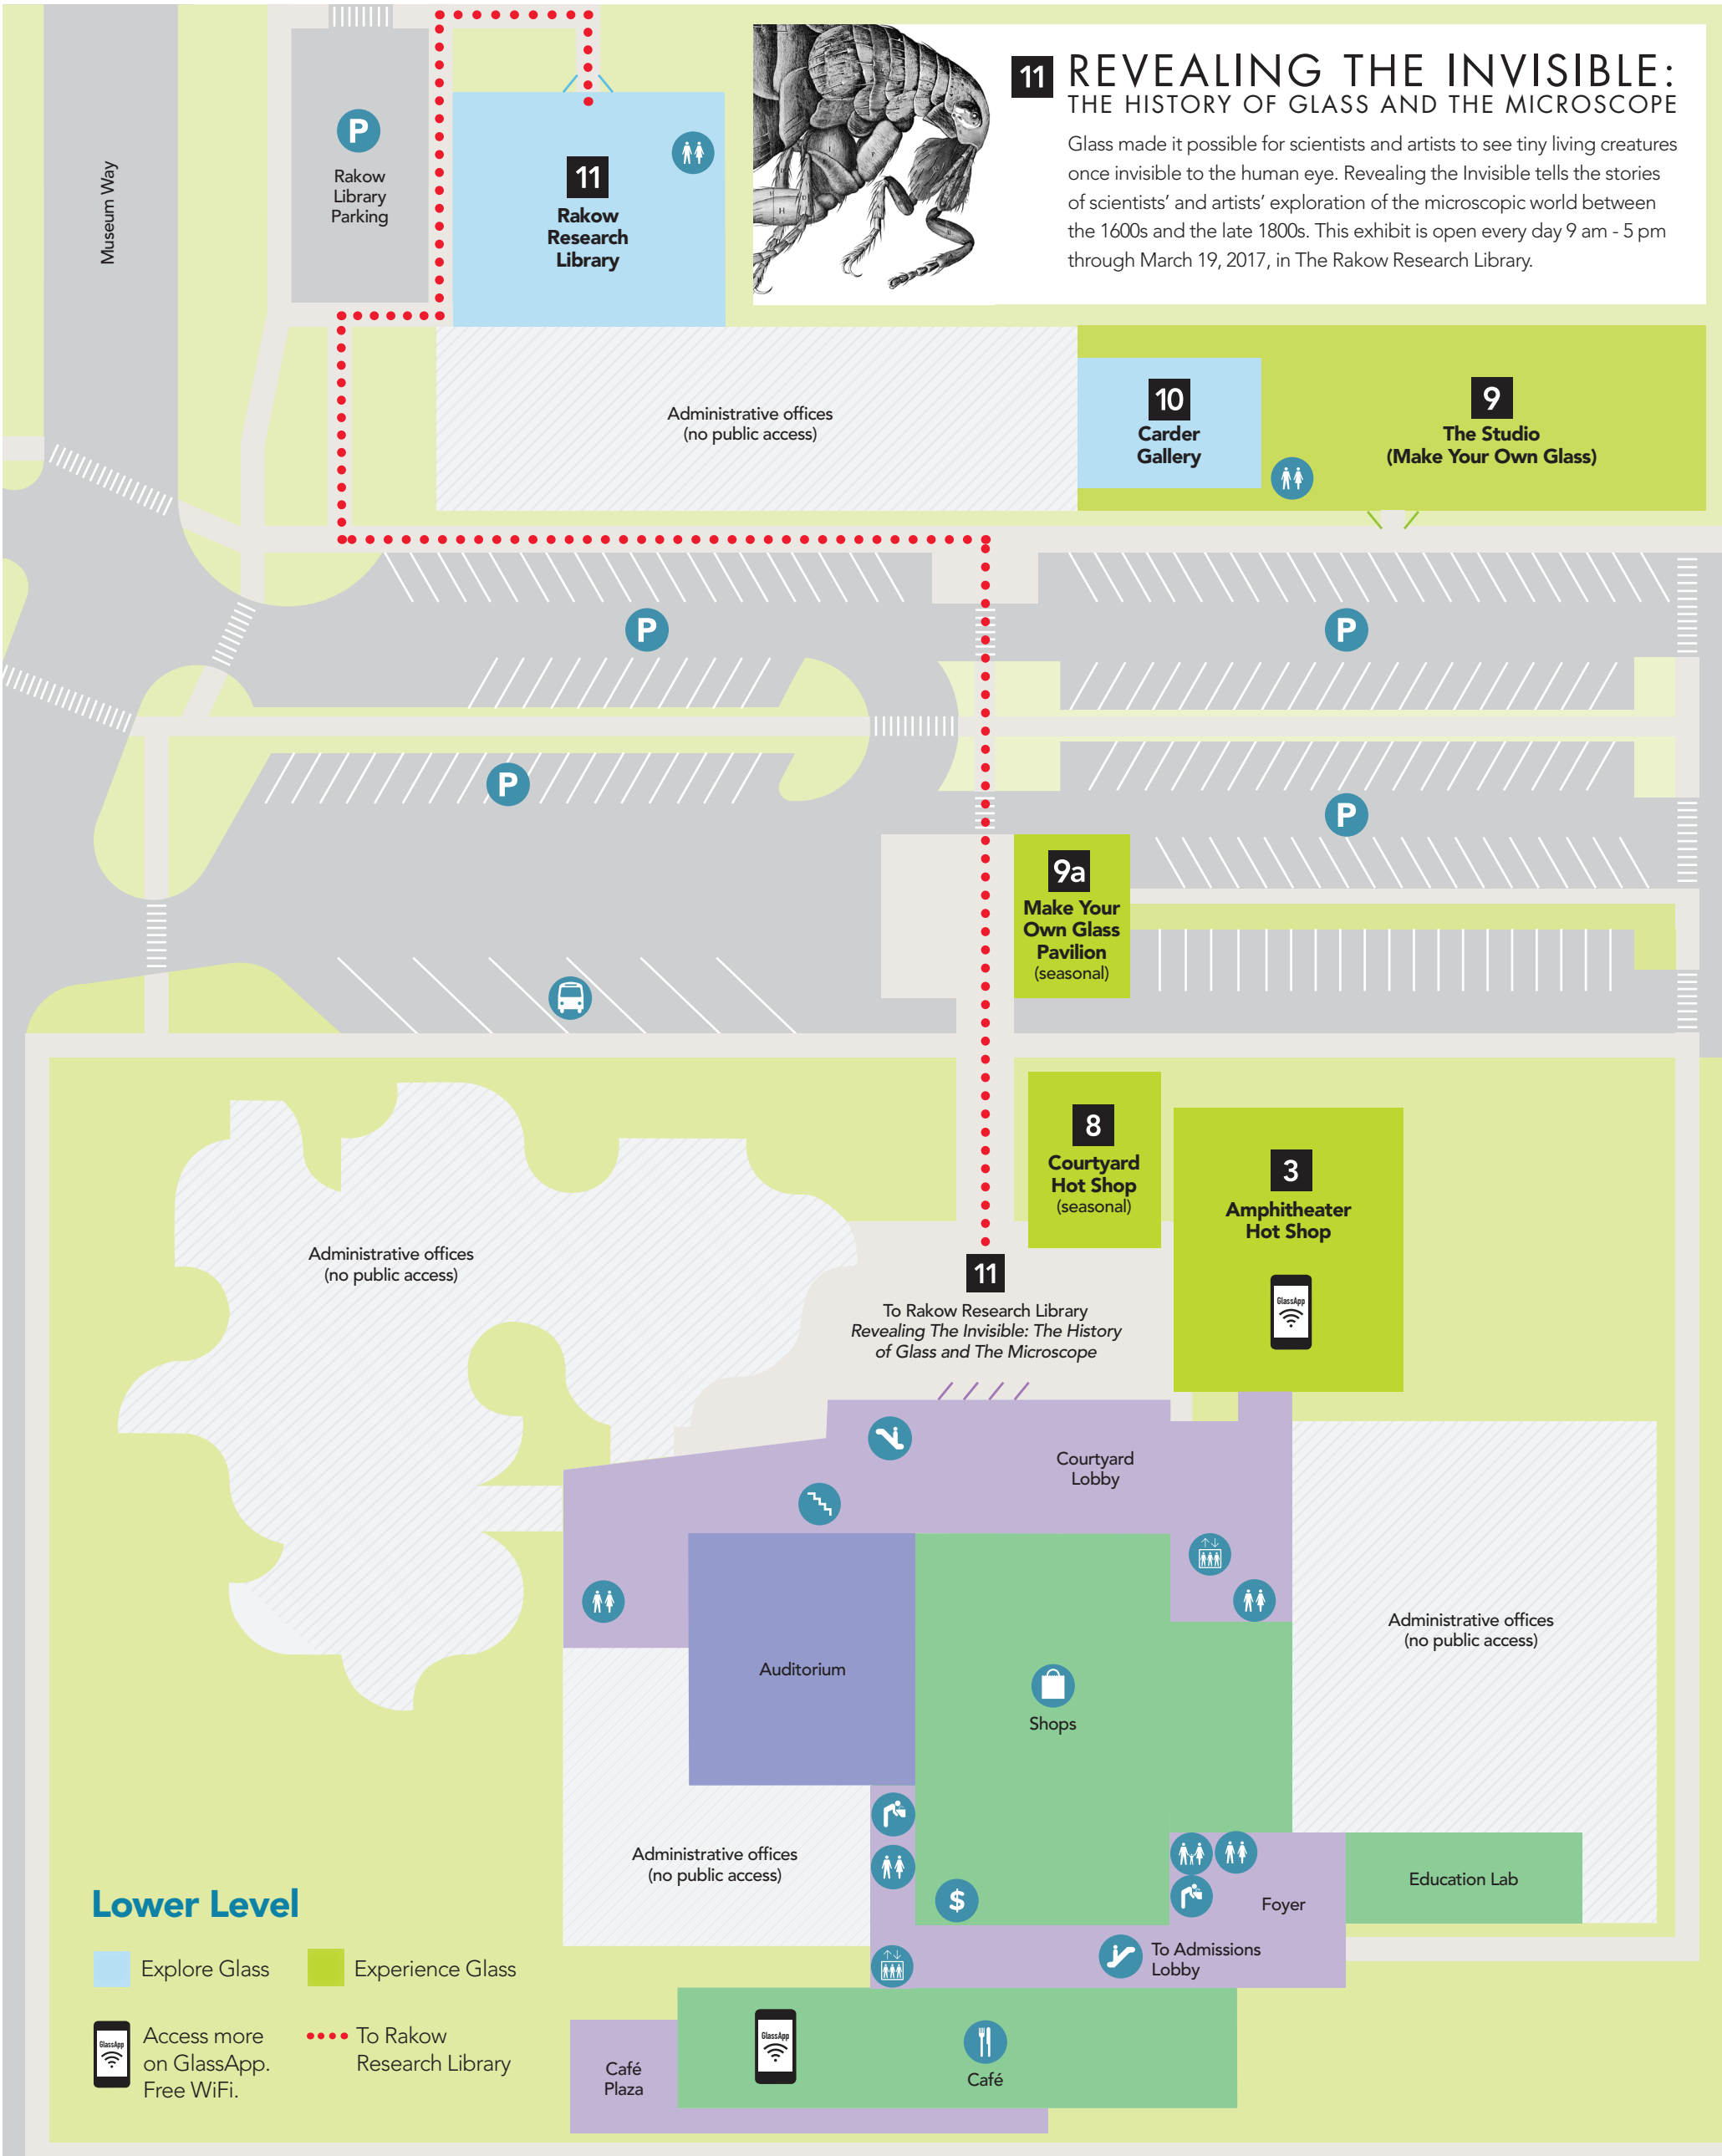 11 REVEALING THE INVISIBLE:
THE HISTORY OF GLASS AND THE MICROSCOPE
Glass made it possible for scientists and artists to see tiny living creatures
once invisible to the human eye. Revealing the Invisible tells the stories
of scientists’ and artists’ exploration of the microscopic world between
the 1600s and the late 1800s. This exhibit is open every day 9 am - 5 pm
through March 19, 2017, in The Rakow Research Library.
Museum Way
P
Rakow
Library
Parking
11
Rakow
Research
Library
Administrative offices
(no public access)
10
Carder
Gallery
9
The Studio
(Make Your Own Glass)
P
P
P
P
9a
Make Your
Own Glass
Pavilion
(seasonal)
8
Courtyard
Hot Shop
(seasonal)
3
Amphitheater
Hot Shop
GlassApp
Administrative offices
(no public access)
11
To Rakow Research Library
Revealing The Invisible: The History
of Glass and The Microscope
Courtyard
Lobby
Administrative offices
(no public access)
Auditorium
Shops
Administrative offices
(no public access)
$
Foyer
Education Lab
To Admissions
Lobby
GlassApp
Café
Café
Plaza
Lower Level
Explore Glass
Experience Glass
GlassApp
Access more
on GlassApp.
Free WiFi.
To Rakow
Research Library